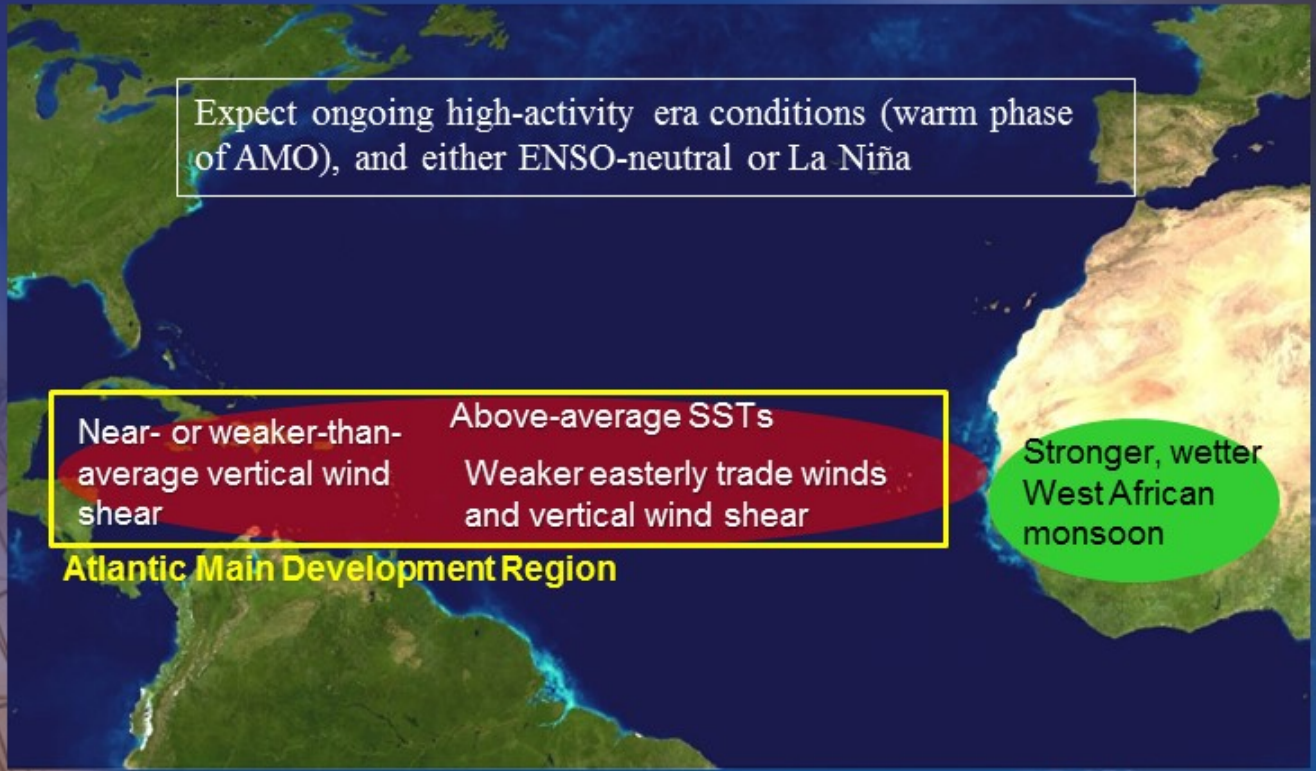 Expect ongoing high-activity era conditions (warm phase
of AMO), and either ENSO-neutral or La Niña
Near- or weaker-than-
average vertical wind
shear
Above-average SSTs
Weaker easterly trade winds
and vertical wind shear
Stronger, wetter
West African
monsoon
Atlantic Main Development Region